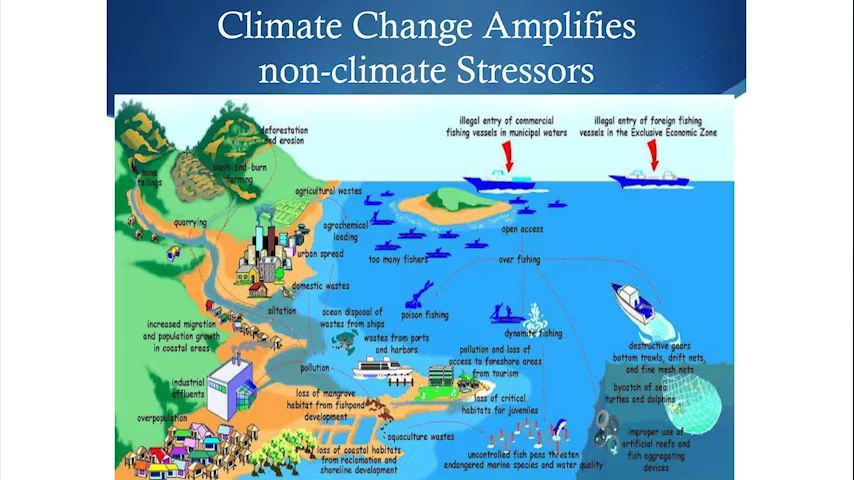 Climate Change Amplifies
non-climate Stressors
illegal entry of commercial
fishing vessels in municipal waters
illegal entry of foreign fishing
vessels in the Exclusive Economic Zone
deforestation
and erosion
mine
tailings
slash-and-burn
farming
agricultural wastes
quarrying
agrochemical
loading
open access
urban spread
too many fishers
over fishing
domestic wastes
siltation
ocean disposal of
wastes from ships
poison fishing
increased migration
and population growth
in coastal areas
wastes from ports
and harbors
dynamite fishing
pollution and loss of
access to foreshore areas
from tourism
destructive gears
bottom trawls, drift nets,
and fine mesh nets
pollution
industrial
effluents
bycatch of sea
turtles and dolphins
loss of mangrove
habitat from fishpond
development
loss of critical
habitats for juveniles
overpopulation
aquaculture wastes
improper use of
artificial reefs and
fish aggregating
devices
loss of coastal habitats
from reclamation and
shoreline development
uncontrolled fish pens threaten
endangered marine species and water quality